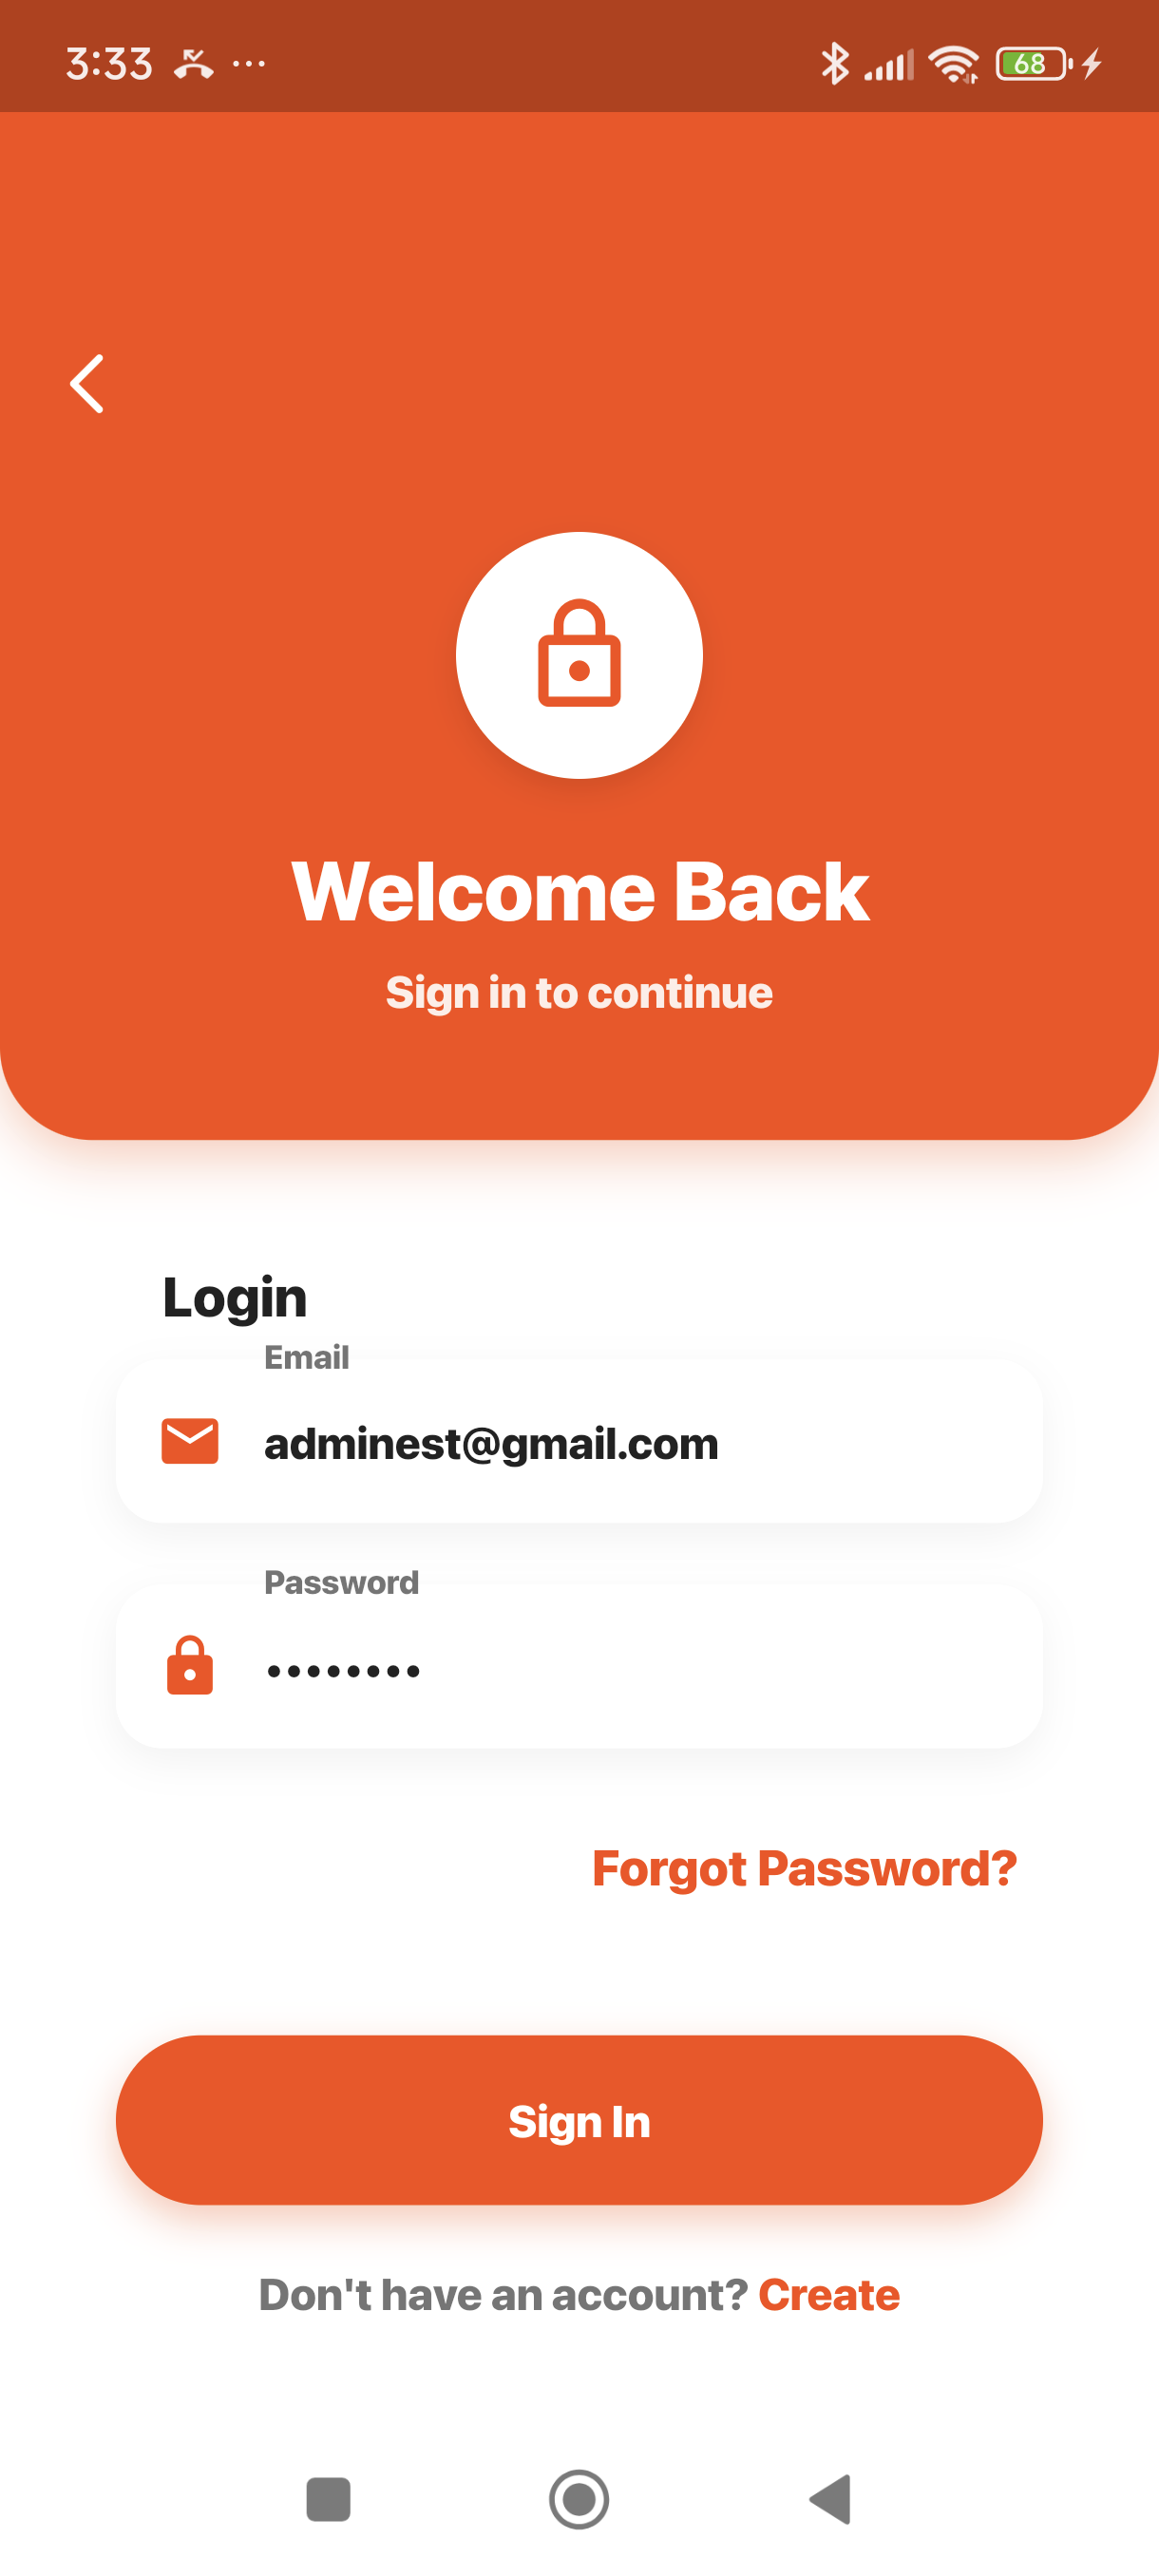 3:33
68
Welcome Back
Sign in to continue
Login
Email
adminest@gmail.com
Password
••••••••
Forgot Password?
Sign In
Don't have an account? Create